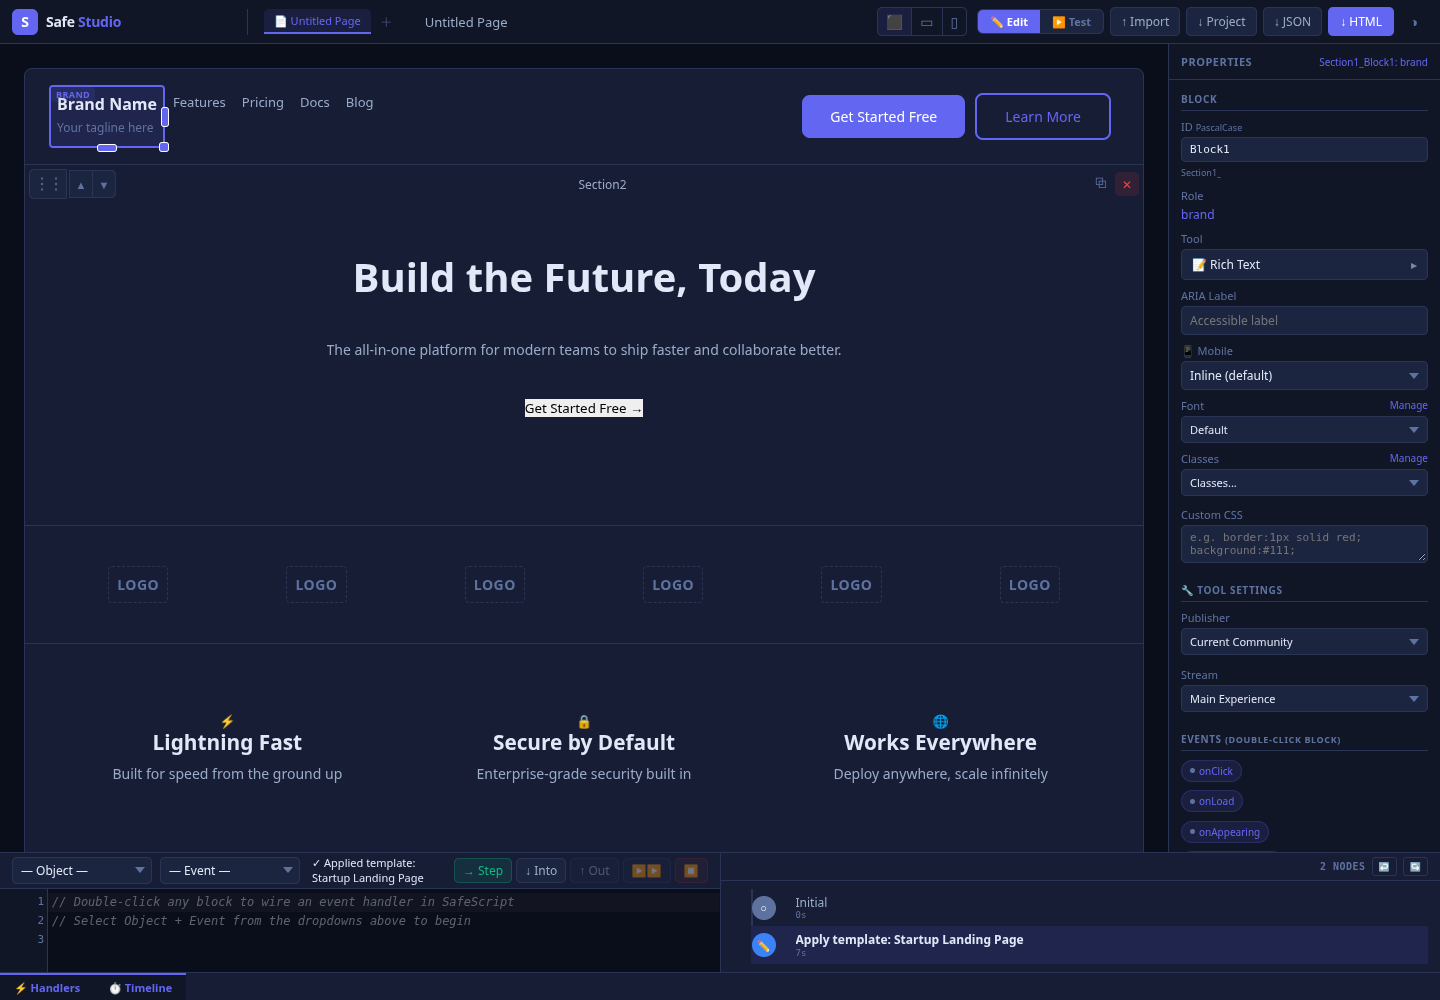 S Safe Studio
📄 Untitled Page
+
Untitled Page
✏️ Edit
▶️ Test
↑ Import
↓ Project
↓ JSON
↓ HTML
BRAND
Brand Name
Your tagline here
Features
Pricing
Docs
Blog
Get Started Free
Learn More
Section2
Build the Future, Today
The all-in-one platform for modern teams to ship faster and collaborate better.
Get Started Free →
LOGO LOGO LOGO LOGO LOGO LOGO
⚡ 🔒 🌐
Lightning Fast Secure by Default Works Everywhere
Built for speed from the ground up Enterprise-grade security built in Deploy anywhere, scale infinitely
PROPERTIES Section1_Block1: brand
BLOCK
ID PascalCase
Block1
Section1_
Role
brand
Tool
📝 Rich Text ▸
ARIA Label
Accessible label
📱 Mobile
Inline (default)
Font Manage
Default
Classes Manage
Classes...
Custom CSS
e.g. border:1px solid red;
background:#111;
🔧 TOOL SETTINGS
Publisher
Current Community
Stream
Main Experience
EVENTS (DOUBLE-CLICK BLOCK)
onClick
onLoad
onAppearing
— Object —
— Event —
✓ Applied template:
Startup Landing Page
→ Step
↓ Into
↑ Out
1 // Double-click any block to wire an event handler in SafeScript
2 // Select Object + Event from the dropdowns above to begin
3
2 NODES
Initial
0s
Apply template: Startup Landing Page
7s
⚡ Handlers
⏱️ Timeline